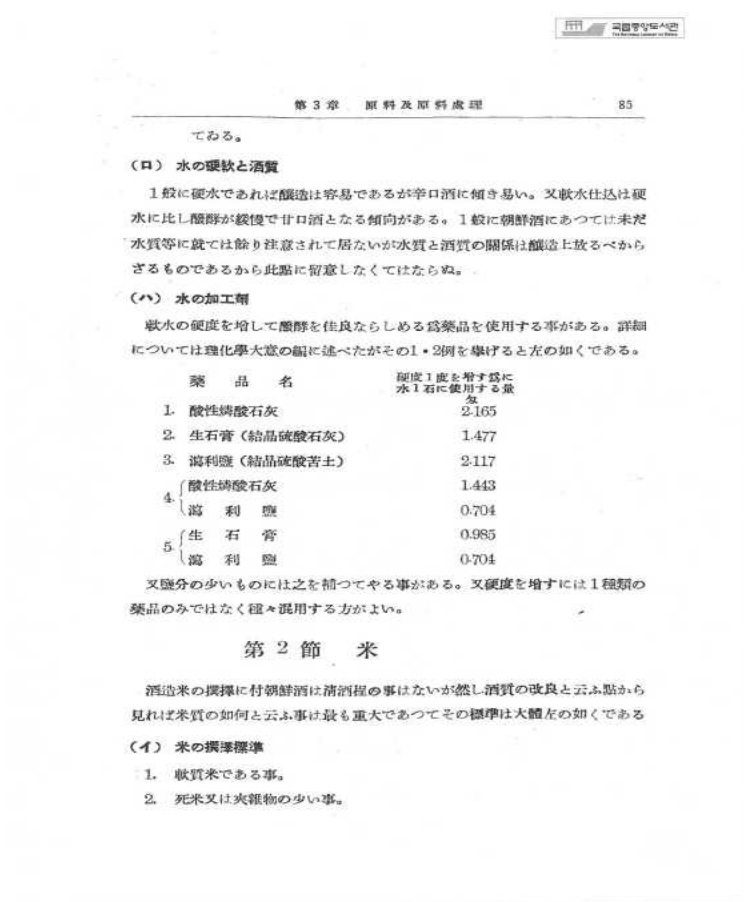 국립중앙도서관
The National Library of Korea
第3章　原料及原料處理　85
てゐる。
（ロ）　水の硬軟と酒質
1般に硬水であれば釀造は容易であるが辛口酒に傾き易い。又軟水仕込は硬
水に比し醱酵が緩慢で甘口酒となる傾向がある。1般に朝鮮酒にあつては未だ
水質等に就ては餘り注意されて居ないが水質と酒質の關係は釀造上放るべから
ざるものであるから此點に留意しなくてはならぬ。
（ハ）　水の加工劑
軟水の硬度を增して醱酵を佳良ならしめる爲藥品を使用する事がある。詳細
については理化學大意の編に述べたがその1・2例を擧げると左の如くである。
藥　品　名　硬度1度を增す爲に
水1石に使用する量
匁
1.　酸性燐酸石灰　2.165
2.　生石膏（結晶硫酸石灰）　1.477
3.　瀉利鹽（結晶硫酸苦土）　2.117
4.　酸性燐酸石灰　1.443
瀉　利　鹽　0.704
5.　生　石　膏　0.985
瀉　利　鹽　0.704
又鹽分の少いものには之を補つてやる事がある。又硬度を增すには1種類の
藥品のみではなく種々混用する方がよい。
第2節　米
酒造米の撰擇に付朝鮮酒は淸酒程の事はないが然し酒質の改良と云ふ點から
見れば米質の如何と云ふ事は最も重大であつてその標準は大體左の如くである
（イ）　米の撰擇標準
1.　軟質米である事。
2.　死米又は夾雜物の少い事。